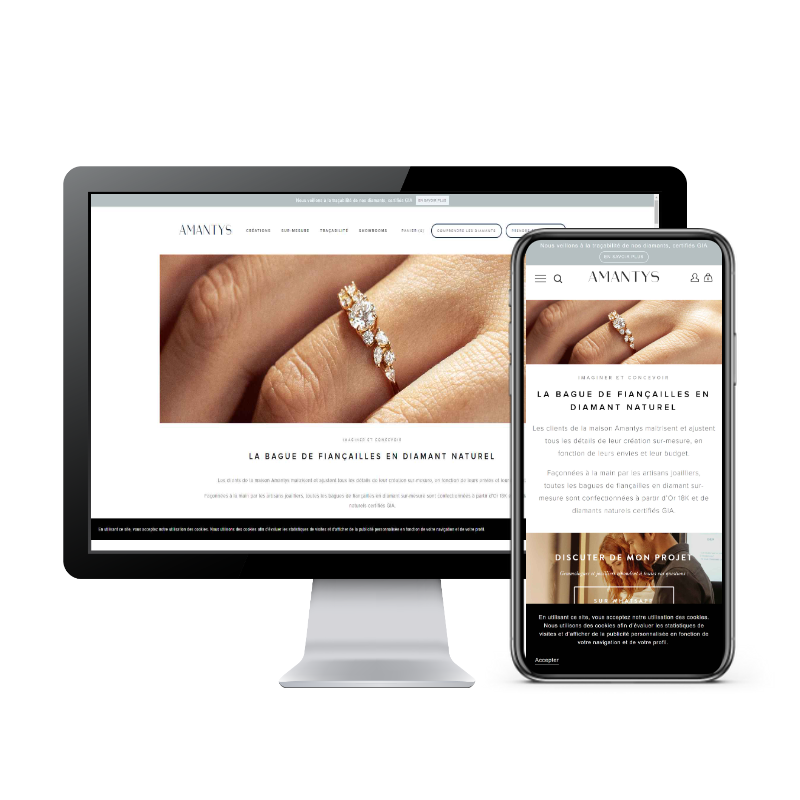 Nous veillons à la traçabilité de nos diamants, certifiés GIA. EN SAVOIR PLUS
AMANTYS CRÉATIONS SUR-MESURE TRAÇABILITÉ SHOWROOMS PANIER (0) COMPRENDRE LES DIAMANTS
IMAGINER ET CONCEVOIR
LA BAGUE DE FIANÇAILLES EN DIAMANT NATUREL
Les clients de la maison Amantys maîtrisent et ajustent tous les détails de leur création sur-mesure, en fonction de leurs envies et leur
Façonnées à la main par les artisans joailliers, toutes les bagues de fiançailles en diamant sur-mesure sont confectionnées à partir d'Or 18K
naturels certifiés GIA.
En utilisant ce site, vous acceptez notre utilisation des cookies. Nous utilisons des cookies afin d'évaluer les statistiques de visites et d'afficher de la publicité personnalisée en fonction de votre navigation et de votre profil.
Nous veillons à la traçabilité de nos diamants, certifiés GIA.
EN SAVOIR PLUS
AMANTYS
IMAGINER ET CONCEVOIR
LA BAGUE DE FIANÇAILLES EN
DIAMANT NATUREL
Les clients de la maison Amantys maîtrisent et ajustent
tous les détails de leur création sur-mesure, en
fonction de leurs envies et leur budget.
Façonnées à la main par les artisans joailliers,
toutes les bagues de fiançailles en diamant sur-
mesure sont confectionnées à partir d'Or 18K et de
diamants naturels certifiés GIA.
DISCUTER DE MON PROJET
Gemmologues et joailliers répondent à toutes vos questions
SUR WHATSAPP
En utilisant ce site, vous acceptez notre utilisation des cookies.
Nous utilisons des cookies afin d'évaluer les statistiques de
visites et d'afficher de la publicité personnalisée en fonction de
votre navigation et de votre profil.
Accepter